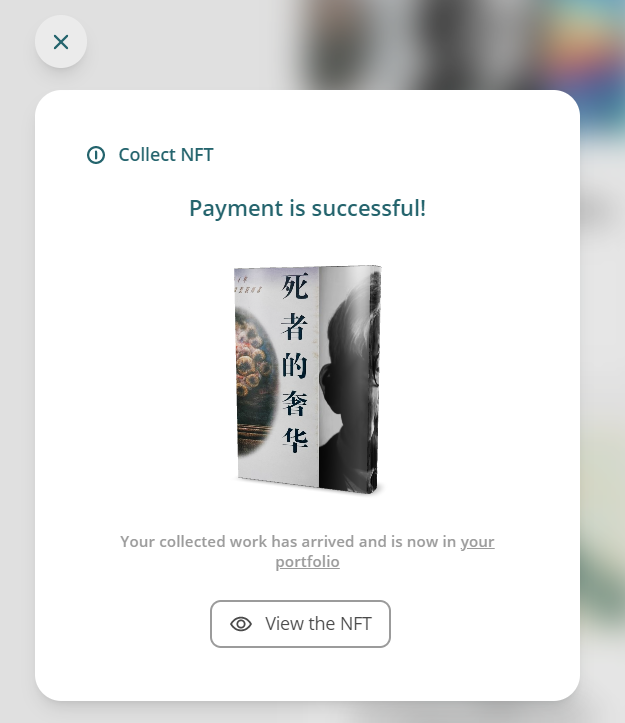 Collect NFT
Payment is successful!
死者的奢华
Your collected work has arrived and is now in your
portfolio
View the NFT